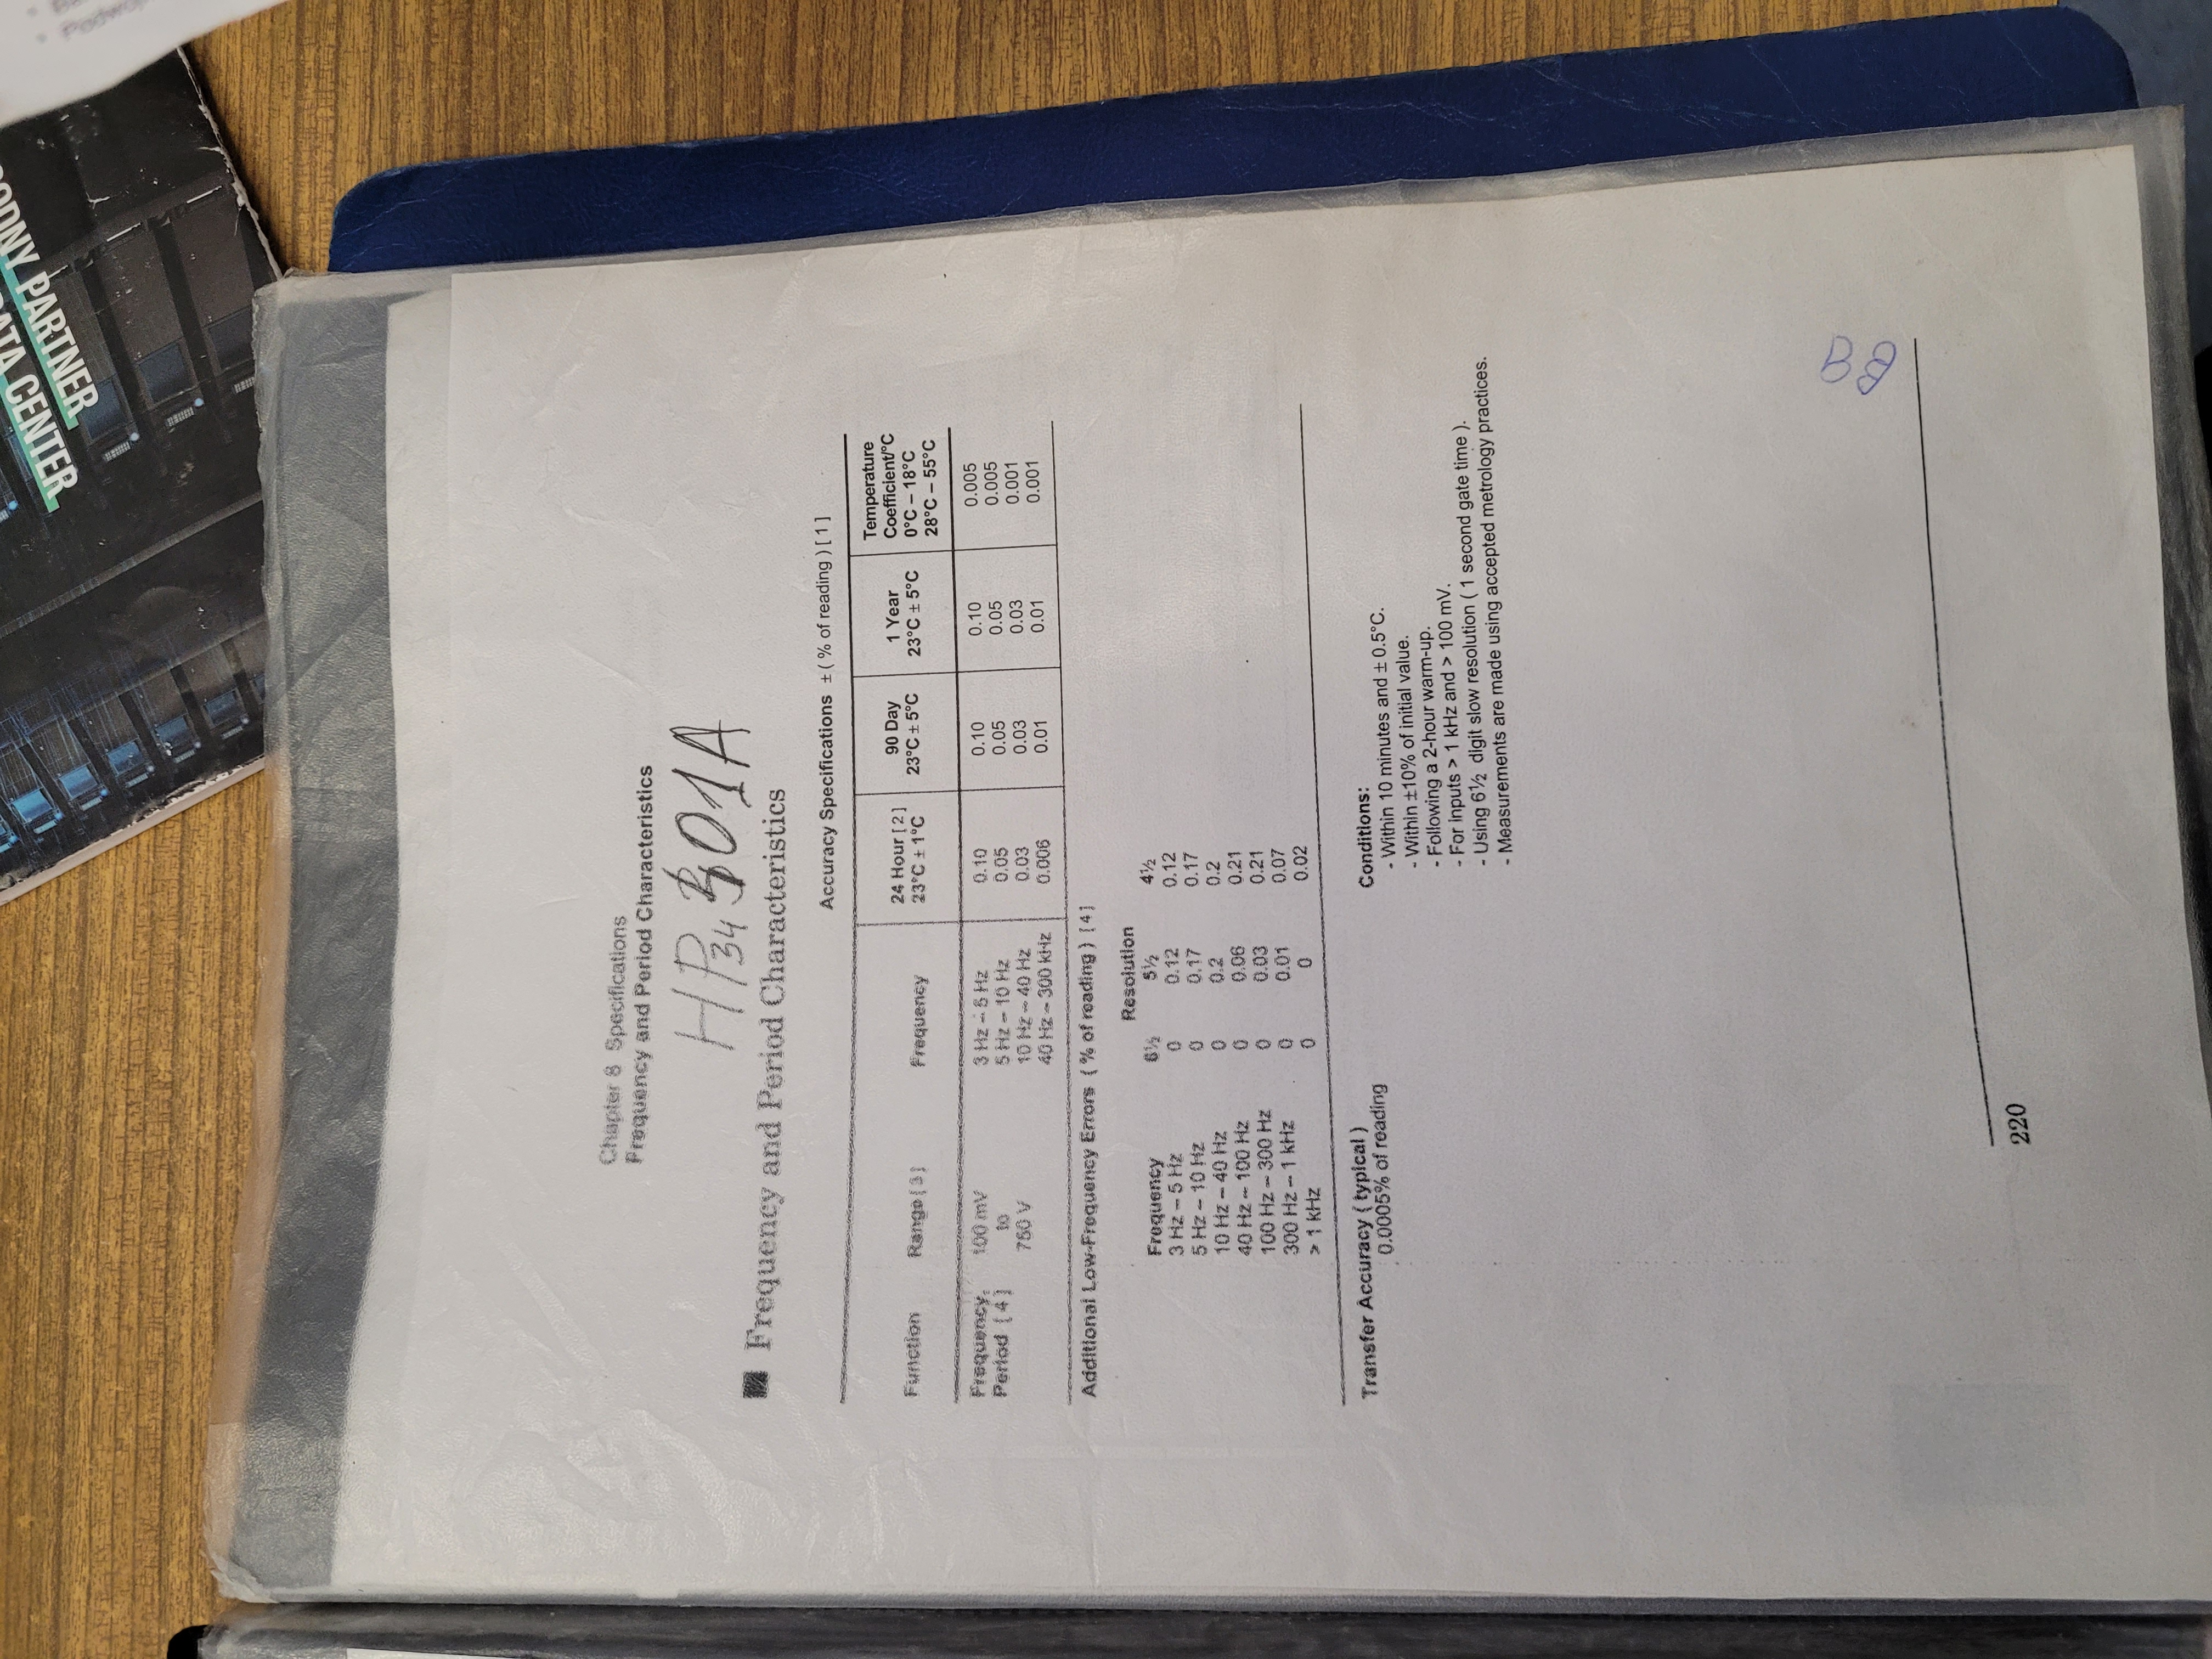 PARTNER
DATA CENTER
Chapter 8 Specifications
Frequency and Period Characteristics
HP 34401A
■ Frequency and Period Characteristics
Accuracy Specifications ± ( % of reading ) [ 1 ]
Function Range [ 3 ] Frequency 24 Hour [ 2 ] 23°C ± 1°C 90 Day 23°C ± 5°C 1 Year 23°C ± 5°C Temperature Coefficient/°C 0°C – 18°C 28°C – 55°C
Frequency, 100 mV 3 Hz – 5 Hz 0.10 0.10 0.10 0.005
Period [ 4 ] to 5 Hz – 10 Hz 0.05 0.05 0.05 0.005
750 V 10 Hz – 40 Hz 0.03 0.03 0.03 0.001
40 Hz – 300 kHz 0.006 0.01 0.01 0.001
Additional Low-Frequency Errors ( % of reading ) [ 4 ]
Resolution
Frequency 6½ 5½ 4½
3 Hz – 5 Hz 0 0.12 0.12
5 Hz – 10 Hz 0 0.17 0.17
10 Hz – 40 Hz 0 0.2 0.2
40 Hz – 100 Hz 0 0.06 0.21
100 Hz – 300 Hz 0 0.03 0.21
300 Hz – 1 kHz 0 0.01 0.07
> 1 kHz 0 0 0.02
Transfer Accuracy ( typical )
0.0005% of reading
Conditions:
- Within 10 minutes and ± 0.5°C.
- Within ±10% of initial value.
- Following a 2-hour warm-up.
- For inputs > 1 kHz and > 100 mV.
- Using 6½ digit slow resolution ( 1 second gate time ).
- Measurements are made using accepted metrology practices.
220